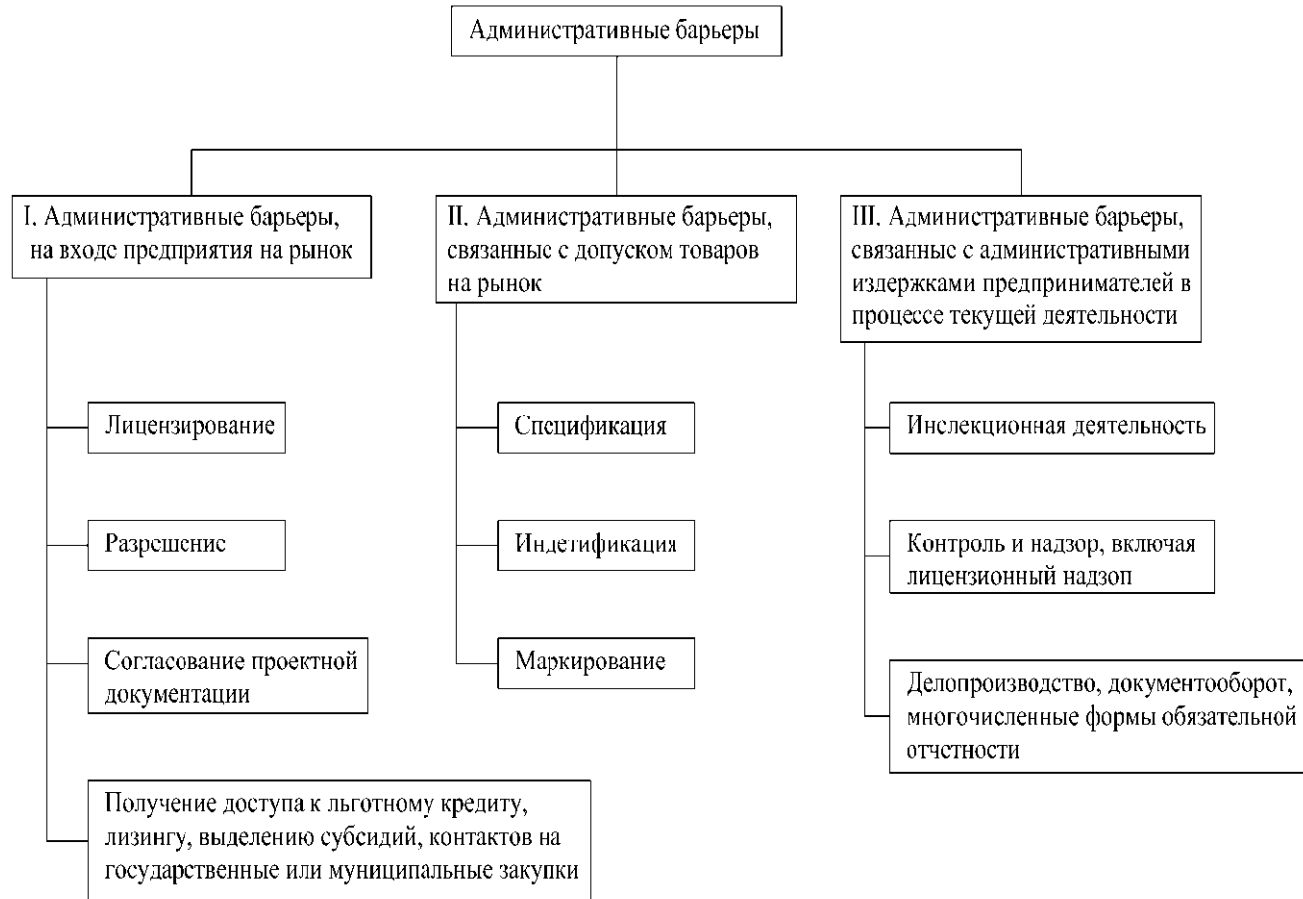 Административные барьеры
I. Административные барьеры,
на входе предприятия на рынок
II. Административные барьеры,
связанные с допуском товаров
на рынок
III. Административные барьеры,
связанные с административными
издержками предпринимателей в
процессе текущей деятельности
Лицензирование
Разрешение
Согласование проектной
документации
Получение доступа к льготному кредиту,
лизингу, выделению субсидий, контактов на
государственные или муниципальные закупки
Спецификация
Индетификация
Маркирование
Инслекционная деятельность
Контроль и надзор, включая
лицензионный надзоп
Делопроизводство, документооборот,
многочисленные формы обязательной
отчетности